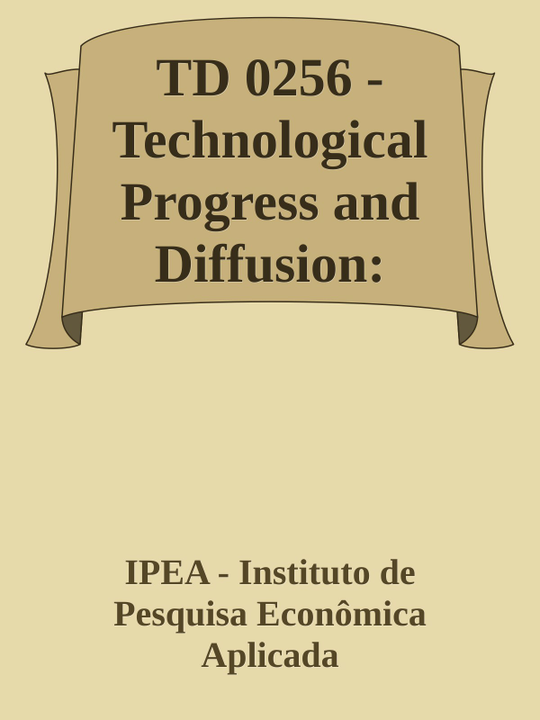 TD 0256 -
Technological
Progress and
Diffusion:
IPEA - Instituto de
Pesquisa Econômica
Aplicada